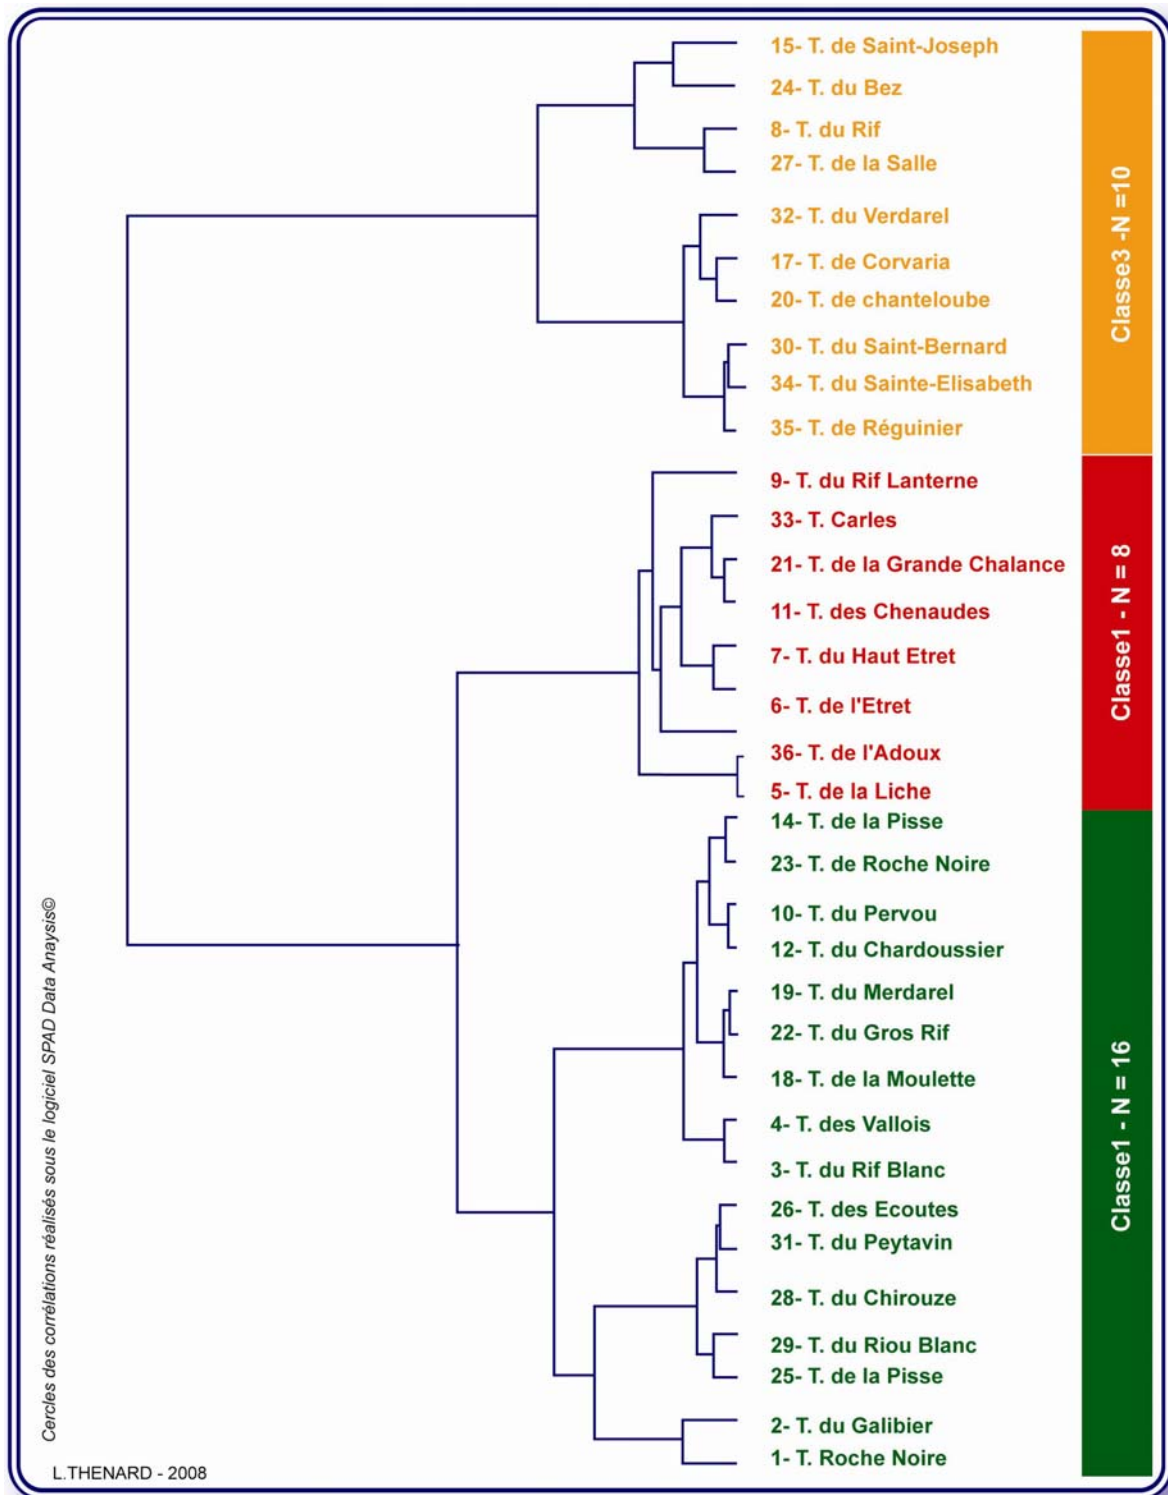 15- T. de Saint-Joseph
24- T. du Bez
8- T. du Rif
27- T. de la Salle
32- T. du Verdarel
17- T. de Corvaria
20- T. de chanteloube
30- T. du Saint-Bernard
34- T. du Sainte-Elisabeth
35- T. de Réguinier
Classe3 -N =10
9- T. du Rif Lanterne
33- T. Carles
21- T. de la Grande Chalance
11- T. des Chenaudes
7- T. du Haut Etret
6- T. de l'Etret
36- T. de l'Adoux
5- T. de la Liche
Classe1 - N = 8
14- T. de la Pisse
23- T. de Roche Noire
10- T. du Pervou
12- T. du Chardoussier
19- T. du Merdarel
22- T. du Gros Rif
18- T. de la Moulette
4- T. des Vallois
3- T. du Rif Blanc
26- T. des Ecoutes
31- T. du Peytavin
28- T. du Chirouze
29- T. du Riou Blanc
25- T. de la Pisse
2- T. du Galibier
1- T. Roche Noire
Classe1 - N = 16
Cercles des corrélations réalisés sous le logiciel SPAD Data Anaysis©
L.THENARD - 2008